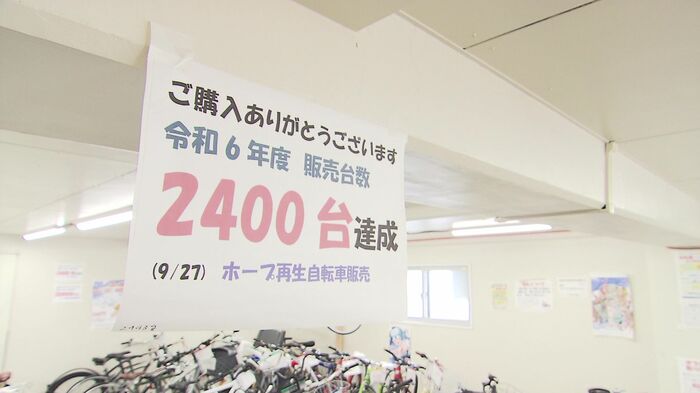 ご購入ありがとうございます
令和6年度 販売台数
2400台達成
(9/27) ホープ再生自転車販売